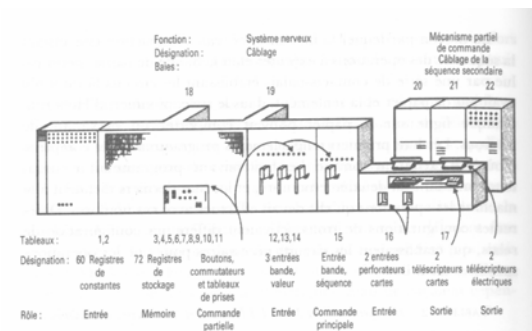 Fonction : Système nerveux Mécanisme partiel
Désignation : Câblage de commande
Baies : Câblage de la
séquence secondaire
18 19 20 21 22
Tableaux : 1,2 3,4,5,6,7,8,9,10,11 12,13,14 15 16 17
Désignation : 60 Registres 72 Registres Boutons, 3 entrées Entrée 2 entrées 2 2
de de commutateurs bande, bande, perforateurs téléscripteurs téléscripteurs
constantes stockage et tableaux valeur séquence cartes cartes électriques
de prises
Rôle : Entrée Mémoire Commande Entrée Commande Entrée Sortie Sortie
partielle principale